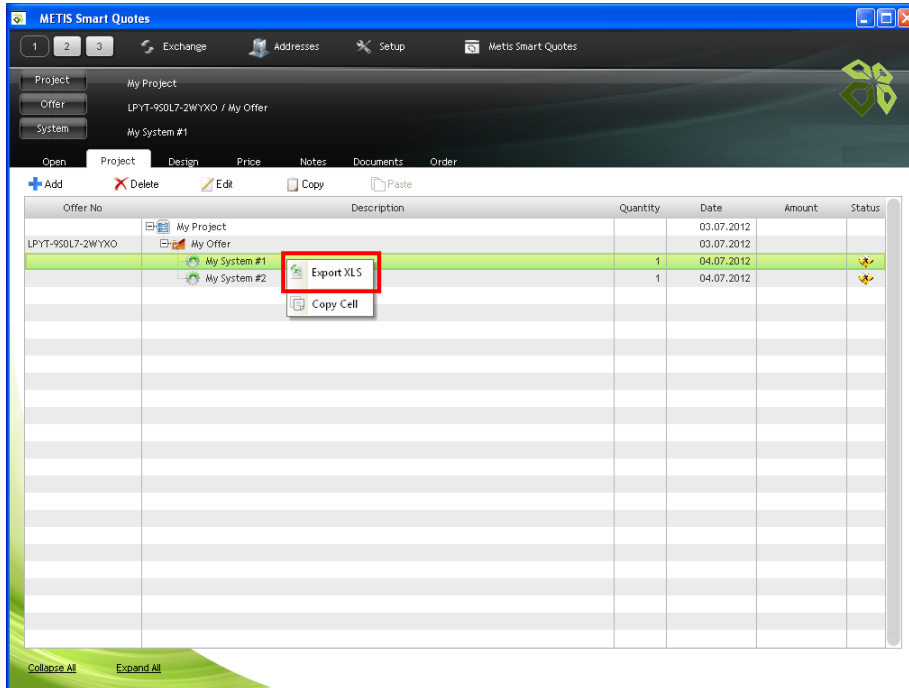 METIS Smart Quotes
1 2 3 Exchange Addresses Setup Metis Smart Quotes
Project My Project
Offer LPYT-9S0L7-2WYXO / My Offer
System My System #1
Open Project Design Price Notes Documents Order
Add Delete Edit Copy Paste
Offer No Description Quantity Date Amount Status
My Project 03.07.2012
LPYT-9S0L7-2WYXO My Offer 03.07.2012
My System #1 1 04.07.2012
My System #2 1 04.07.2012
Export XLS
Copy Cell
Collapse All Expand All